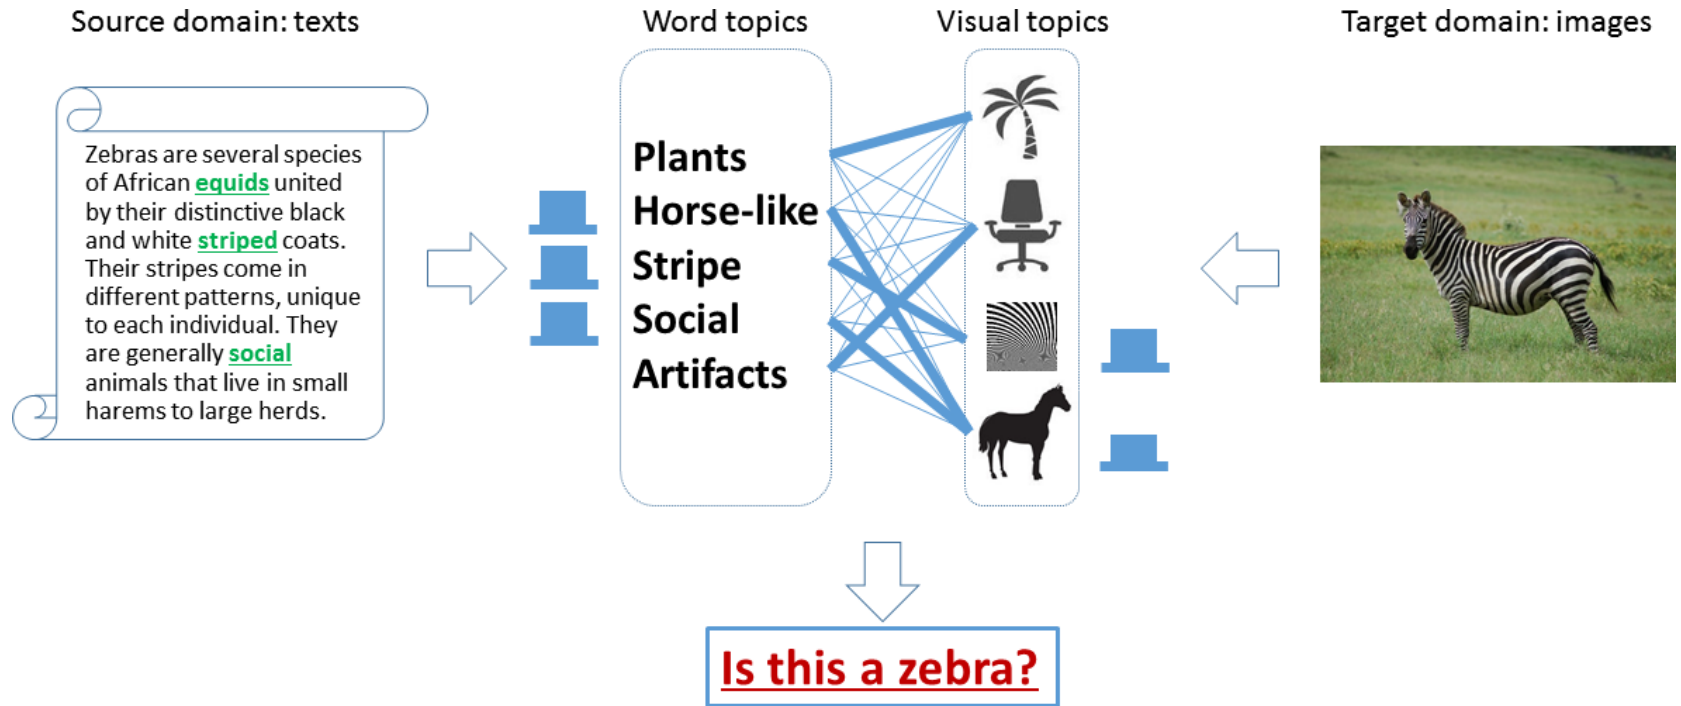 Source domain: texts
Word topics
Visual topics
Target domain: images
Zebras are several species
of African equids united
by their distinctive black
and white striped coats.
Their stripes come in
different patterns, unique
to each individual. They
are generally social
animals that live in small
harems to large herds.
Plants
Horse-like
Stripe
Social
Artifacts
Is this a zebra?